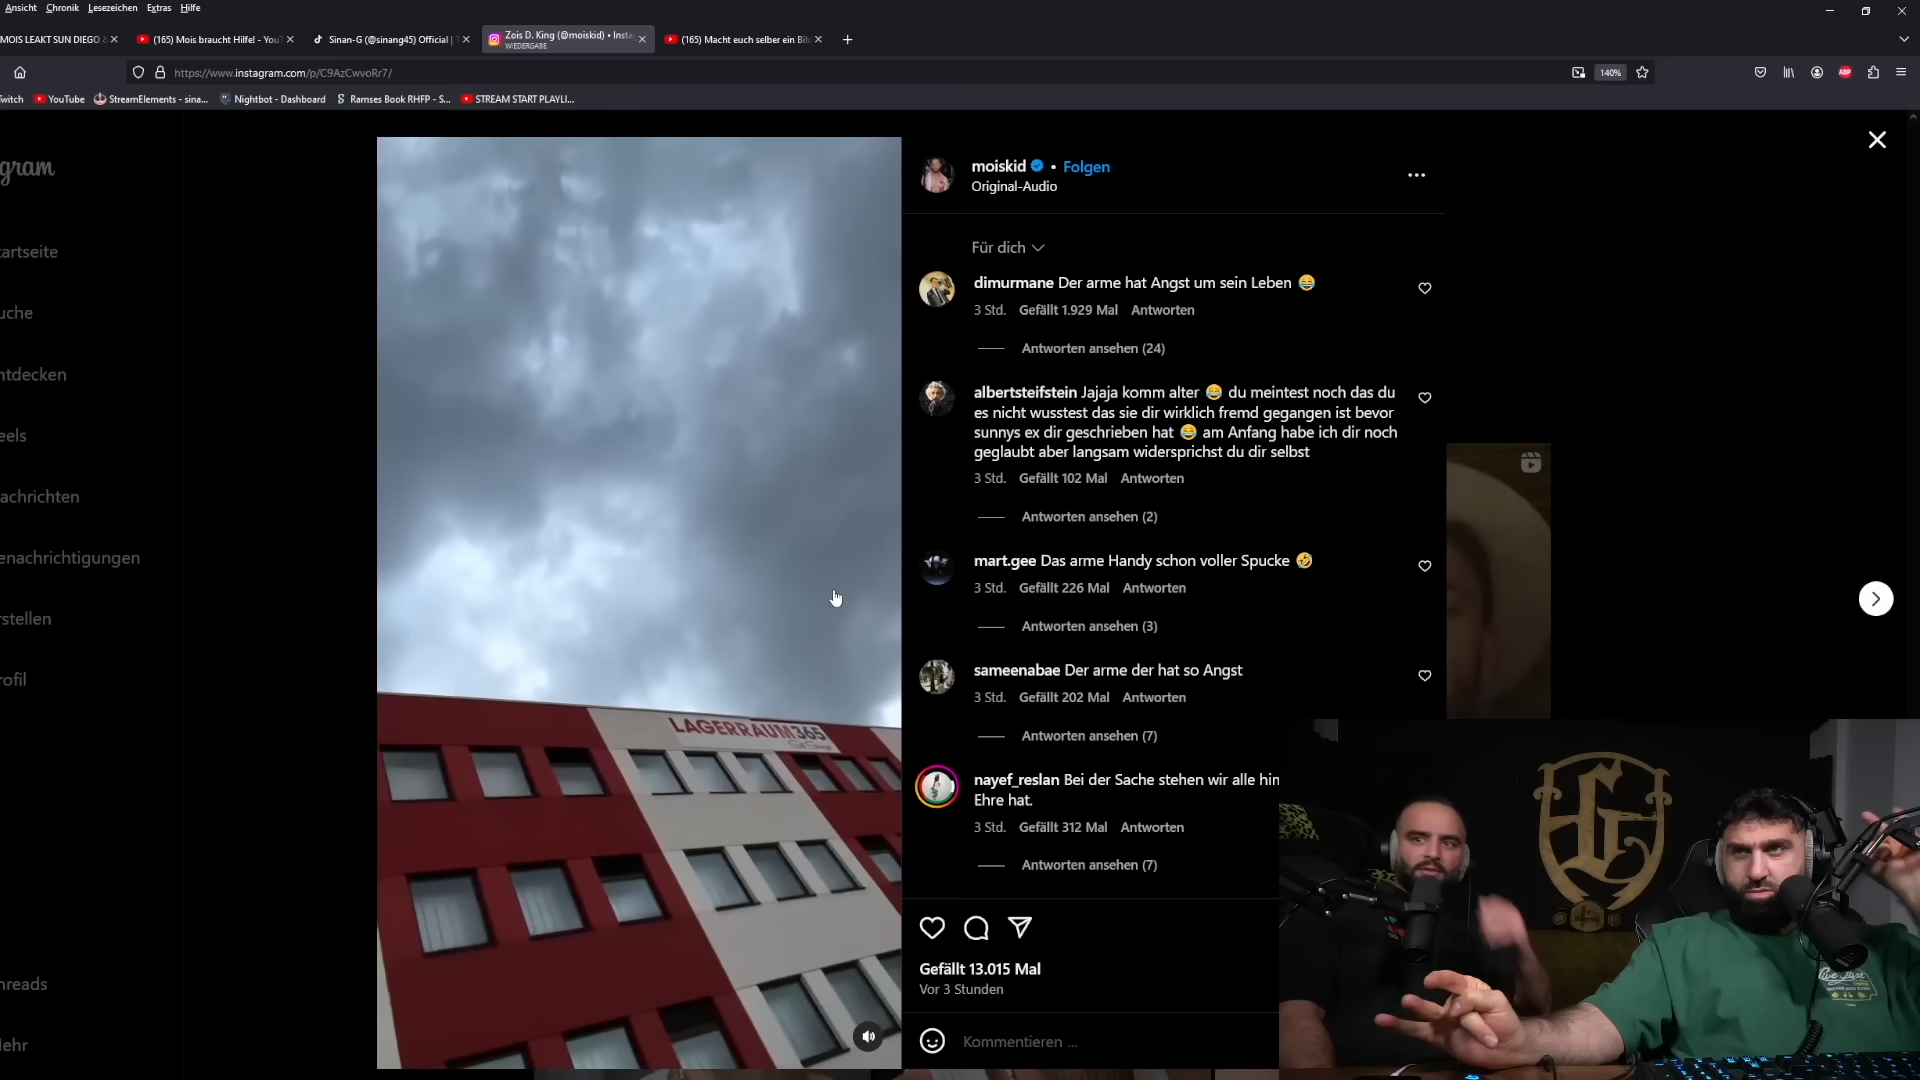 Ansicht Chronik Lesezeichen Extras Hilfe
MOIS LEAKT SUN DIEGO
(165) Mois braucht Hilfe! - You
Sinan-G (@sinang45) Official |
Zois D. King (@moiskid) • Insta
WIEDERGABE
(165) Macht euch selber ein Bil
https://www.instagram.com/p/C9AzCwvoRr7/
140%
ABP
Twitch
YouTube
StreamElements - sina...
Nightbot - Dashboard
Ramses Book RHFP - S...
STREAM START PLAYLI...
gram
tartseite
uche
ntdecken
eels
achrichten
enachrichtigungen
rstellen
rofil
hreads
ehr
LAGERRAUM365
moiskid • Folgen
Original-Audio
Für dich
dimurmane Der arme hat Angst um sein Leben 😂
3 Std. Gefällt 1.929 Mal Antworten
Antworten ansehen (24)
albertsteifstein Jajaja komm alter 😂 du meintest noch das du
es nicht wusstest das sie dir wirklich fremd gegangen ist bevor
sunnys ex dir geschrieben hat 😂 am Anfang habe ich dir noch
geglaubt aber langsam widersprichst du dir selbst
3 Std. Gefällt 102 Mal Antworten
Antworten ansehen (2)
mart.gee Das arme Handy schon voller Spucke 🤣
3 Std. Gefällt 226 Mal Antworten
Antworten ansehen (3)
sameenabae Der arme der hat so Angst
3 Std. Gefällt 202 Mal Antworten
Antworten ansehen (7)
nayef_reslan Bei der Sache stehen wir alle hin
Ehre hat.
3 Std. Gefällt 312 Mal Antworten
Antworten ansehen (7)
Gefällt 13.015 Mal
Vor 3 Stunden
Kommentieren ...